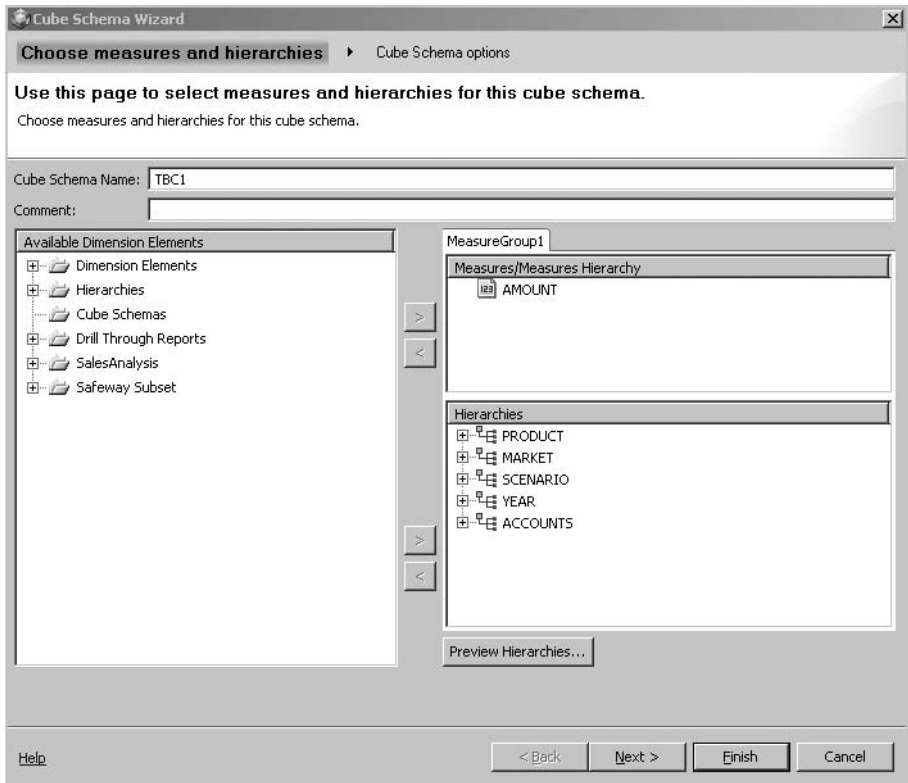 Cube Schema Wizard
Choose measures and hierarchies Cube Schema options
Use this page to select measures and hierarchies for this cube schema.
Choose measures and hierarchies for this cube schema.
Cube Schema Name: TBC1
Comment:
Available Dimension Elements
Dimension Elements
Hierarchies
Cube Schemas
Drill Through Reports
SalesAnalysis
Safeway Subset
>
<
>
<
MeasureGroup1
Measures/Measures Hierarchy
123 AMOUNT
Hierarchies
PRODUCT
MARKET
SCENARIO
YEAR
ACCOUNTS
Preview Hierarchies...
Help
< Back Next > Finish Cancel